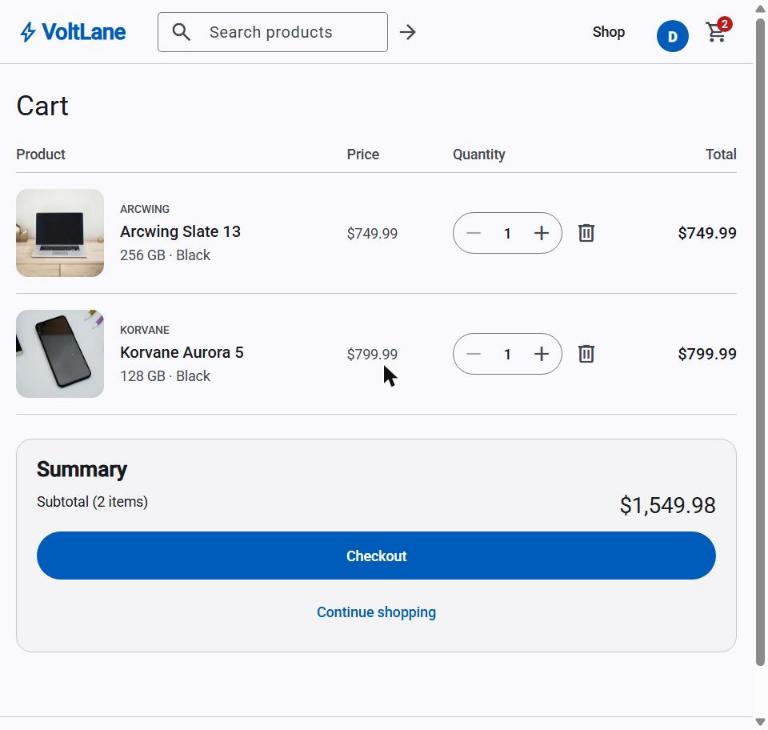 VoltLane
Search products
Shop
D
2
Cart
Product Price Quantity Total
ARCWING
Arcwing Slate 13
256 GB · Black
$749.99
1
$749.99
KORVANE
Korvane Aurora 5
128 GB · Black
$799.99
1
$799.99
Summary
Subtotal (2 items) $1,549.98
Checkout
Continue shopping